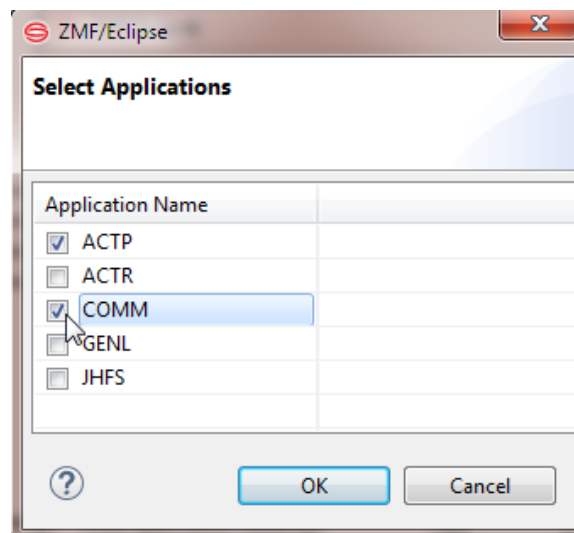 ZMF/Eclipse
Select Applications
Application Name
ACTP
ACTR
COMM
GENL
JHFS
OK Cancel